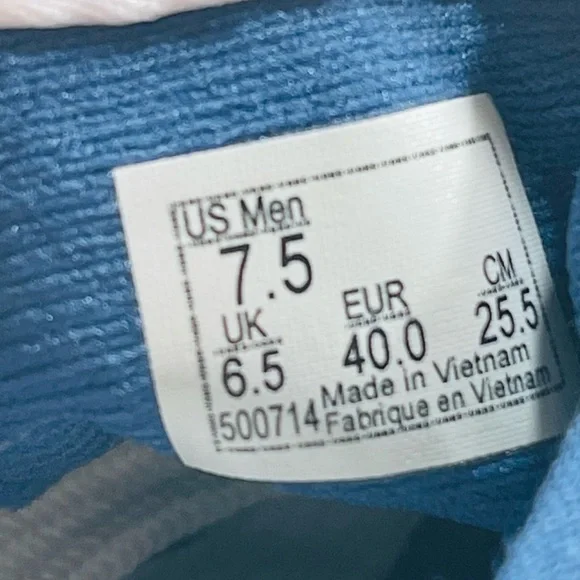 US Men
7.5
UK EUR CM
6.5 40.0 25.5
500714 Made in Vietnam
Fabrique en Vietnam